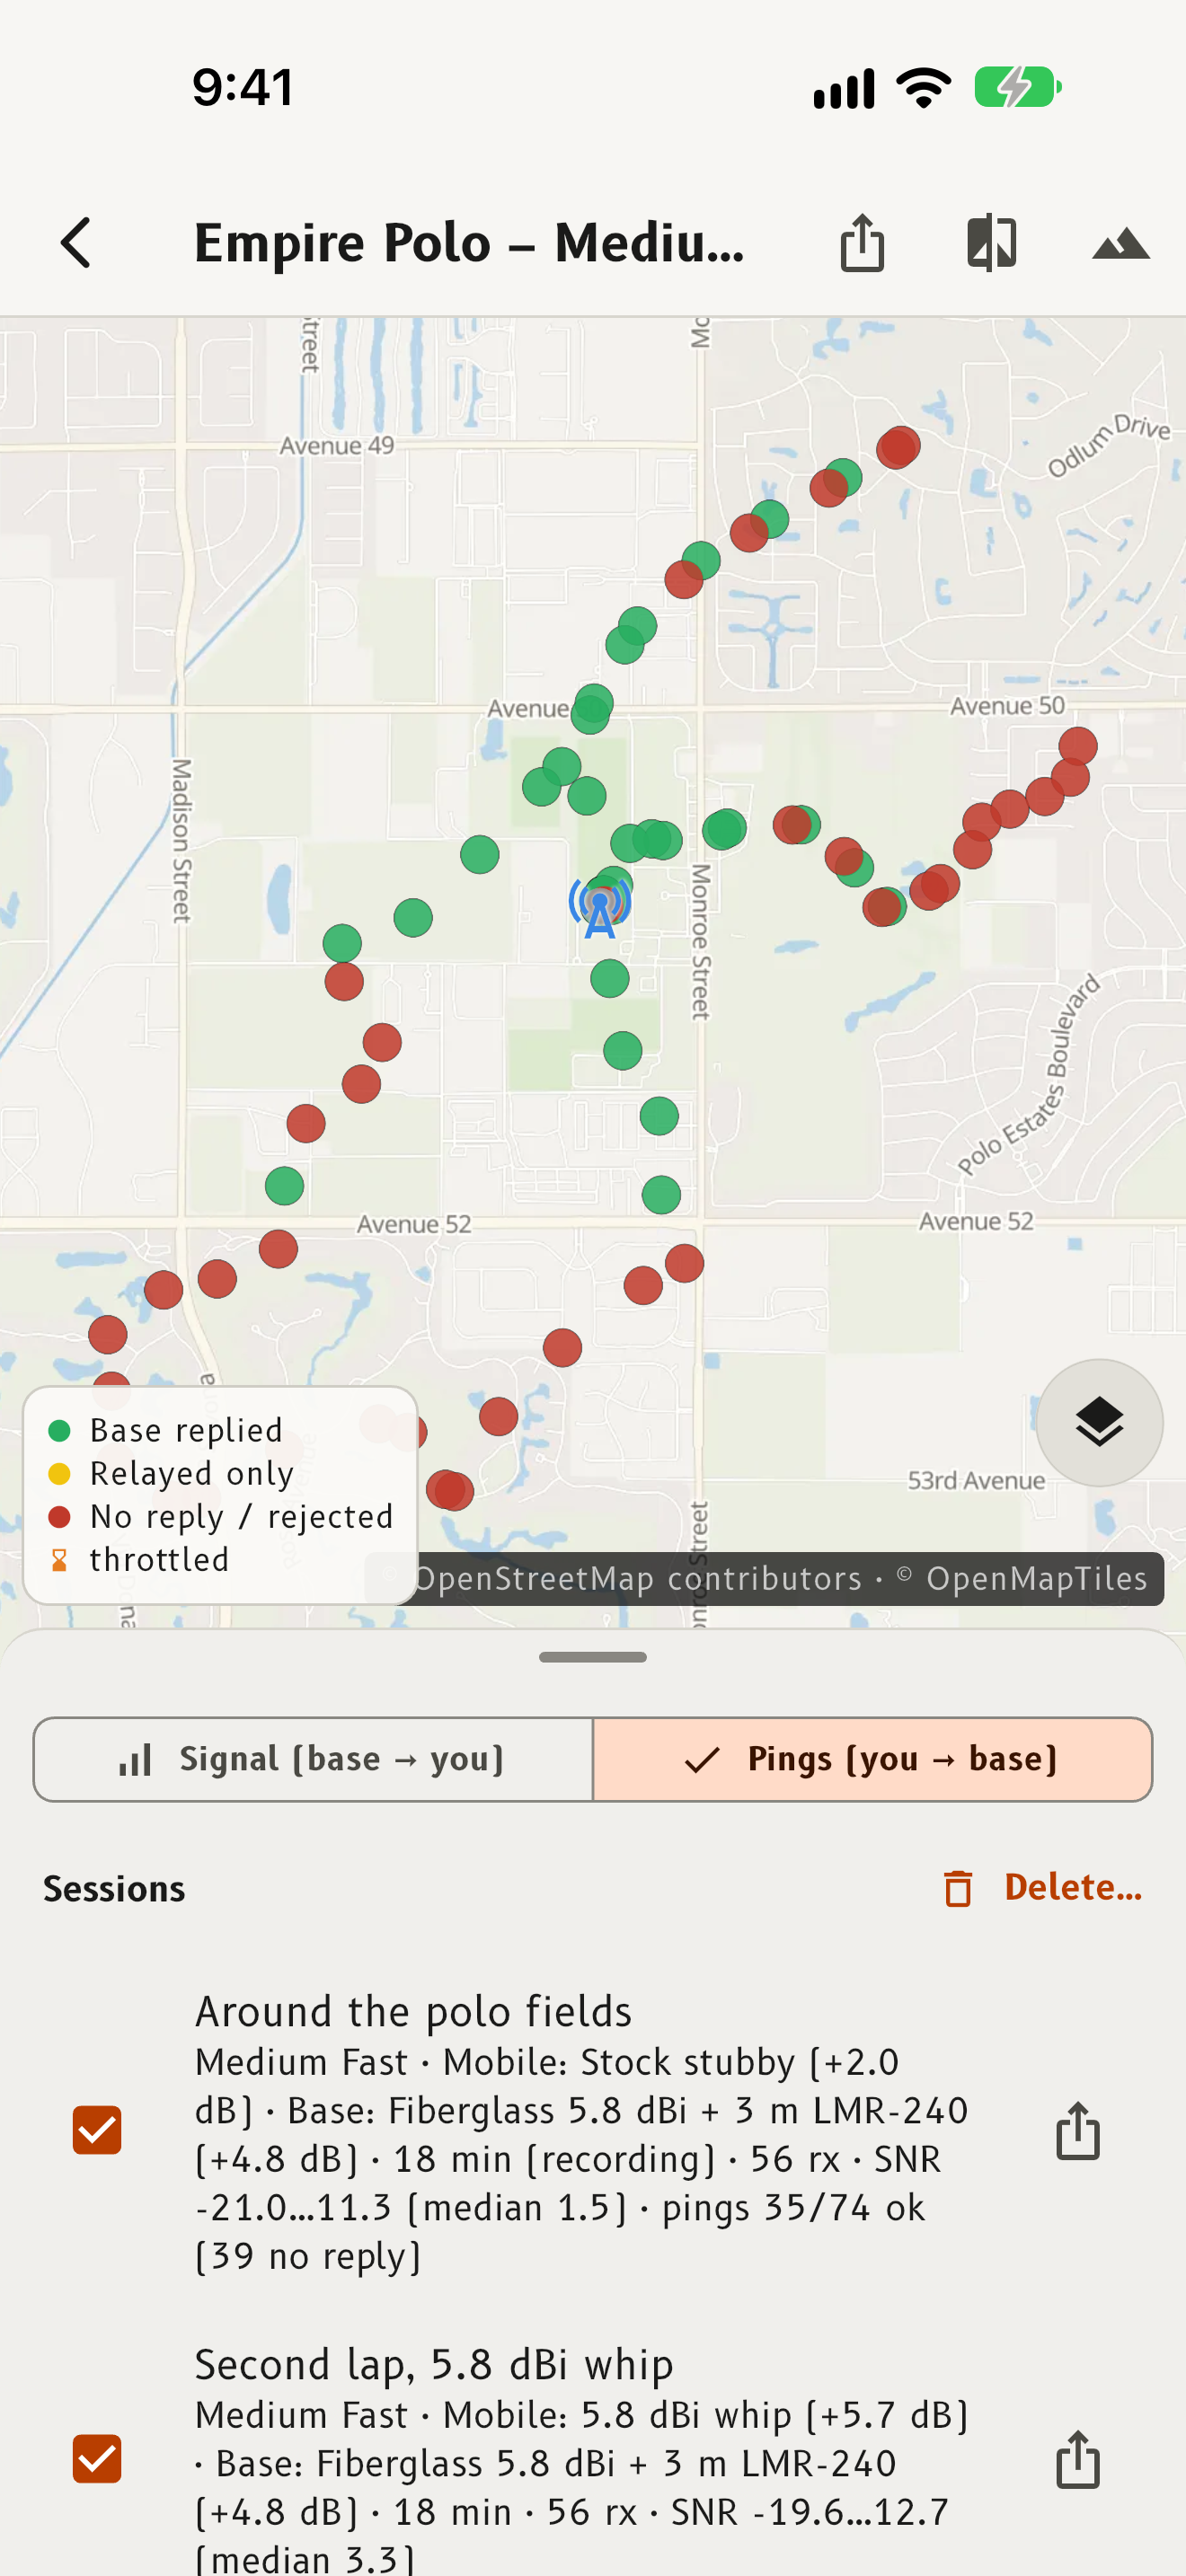 9:41
Empire Polo – Mediu...
Avenue 49
Odlum Drive
Avenue
Avenue 50
Madison Street
Monroe Street
Polo Estates Boulevard
Avenue 52
Avenue 52
53rd Avenue
Base replied
Relayed only
No reply / rejected
throttled
© OpenStreetMap contributors · © OpenMapTiles
Signal (base → you)
Pings (you → base)
Sessions
Delete...
Around the polo fields
Medium Fast · Mobile: Stock stubby (+2.0
dB) · Base: Fiberglass 5.8 dBi + 3 m LMR-240
(+4.8 dB) · 18 min (recording) · 56 rx · SNR
-21.0...11.3 (median 1.5) · pings 35/74 ok
(39 no reply)
Second lap, 5.8 dBi whip
Medium Fast · Mobile: 5.8 dBi whip (+5.7 dB)
· Base: Fiberglass 5.8 dBi + 3 m LMR-240
(+4.8 dB) · 18 min · 56 rx · SNR -19.6...12.7
(median 3.3)